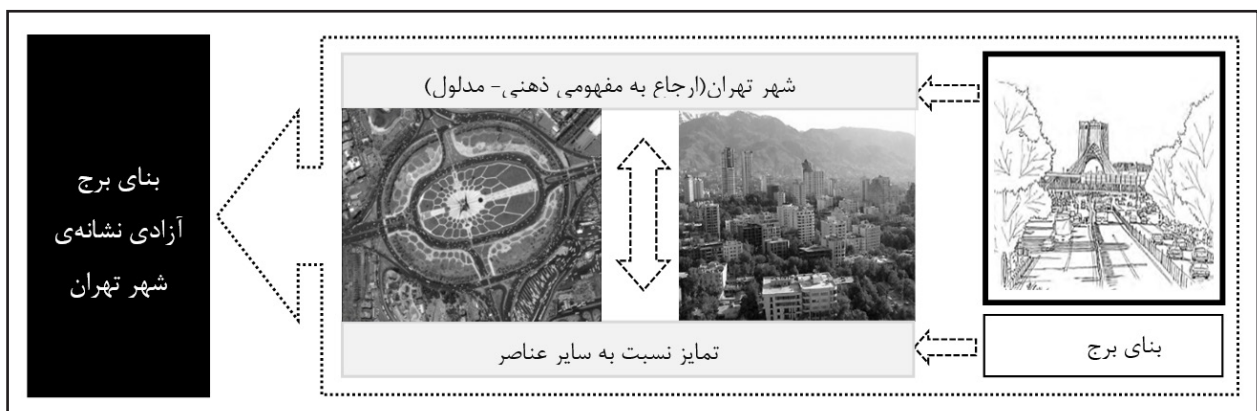 شهر تهران(ارجاع به مفهومی ذهنی- مدلول)
بنای برج
تمایز نسبت به سایر عناصر
بنای برج
آزادی نشانه‌ی
شهر تهران